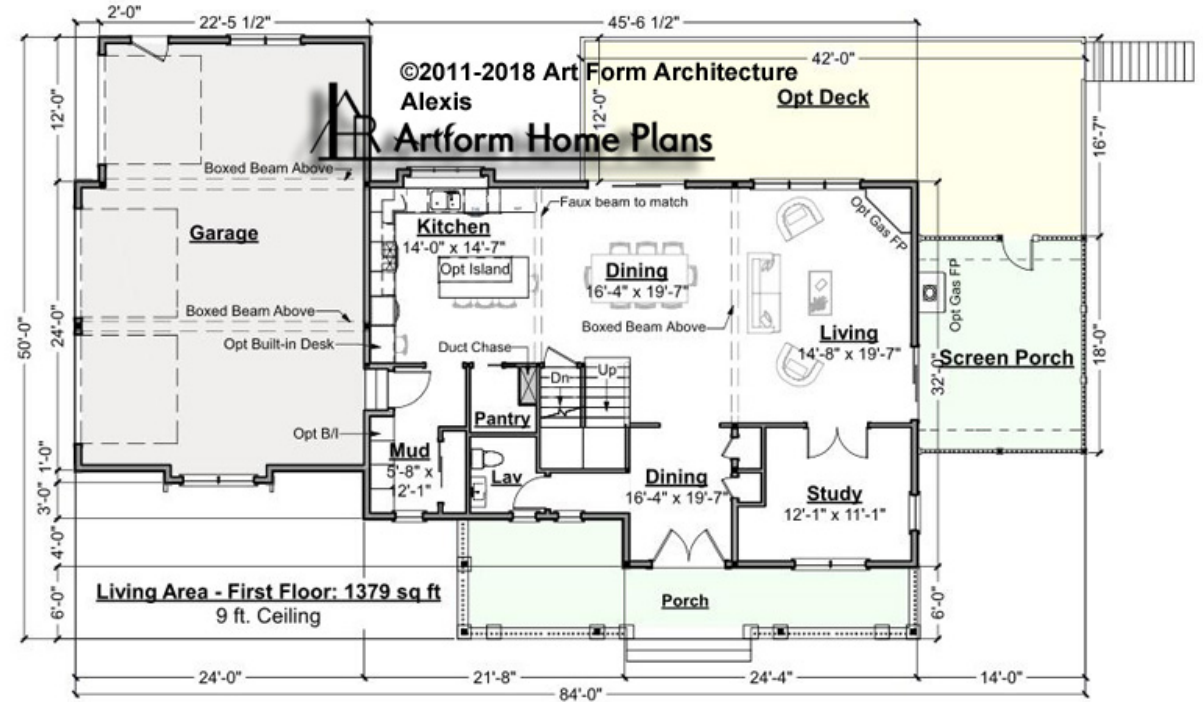 2'-0"
22'-5 1/2"
45'-6 1/2"
42'-0"
©2011-2018 Art Form Architecture
Alexis
Artform Home Plans
Opt Deck
12'-0"
12'-0"
16'-7"
Boxed Beam Above
Garage
Faux beam to match
Kitchen
14'-0" x 14'-7"
Opt Island
Dining
16'-4" x 19'-7"
Opt Gas FP
Opt Gas FP
Boxed Beam Above
Boxed Beam Above
Opt Built-in Desk
Duct Chase
Living
14'-8" x 19'-7"
Screen Porch
50'-0"
24'-0"
32'-0"
18'-0"
Dn
Up
Pantry
Opt B/I
Mud
5'-8" x
12'-1"
Lav
Dining
16'-4" x 19'-7"
Study
12'-1" x 11'-1"
1'-0"
3'-0"
4'-0"
6'-0"
6'-0"
Living Area - First Floor: 1379 sq ft
9 ft. Ceiling
Porch
24'-0"
21'-8"
24'-4"
14'-0"
84'-0"